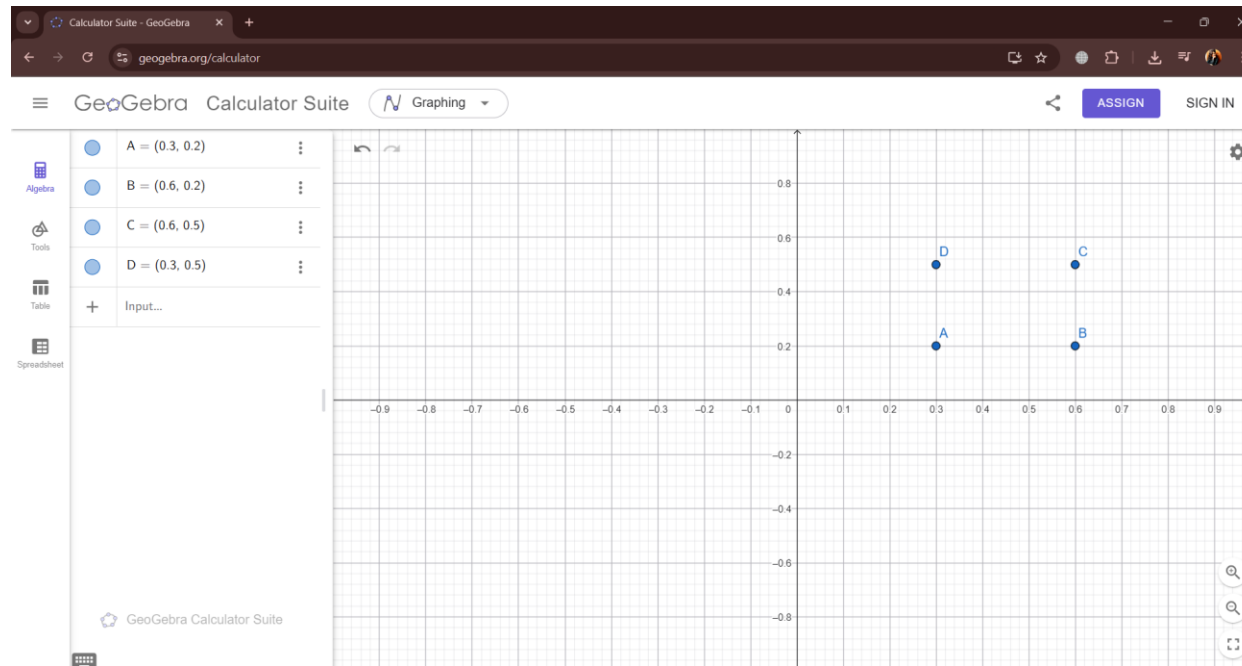 Calculator Suite - GeoGebra
geogebra.org/calculator
GeoGebra Calculator Suite Graphing ASSIGN SIGN IN
Algebra
Tools
Table
Spreadsheet
A = (0.3, 0.2)
B = (0.6, 0.2)
C = (0.6, 0.5)
D = (0.3, 0.5)
Input...
GeoGebra Calculator Suite
0.8
0.6
D C
0.4
A B
0.2
–0.9 –0.8 –0.7 –0.6 –0.5 –0.4 –0.3 –0.2 –0.1 0 0.1 0.2 0.3 0.4 0.5 0.6 0.7 0.8 0.9
–0.2
–0.4
–0.6
–0.8